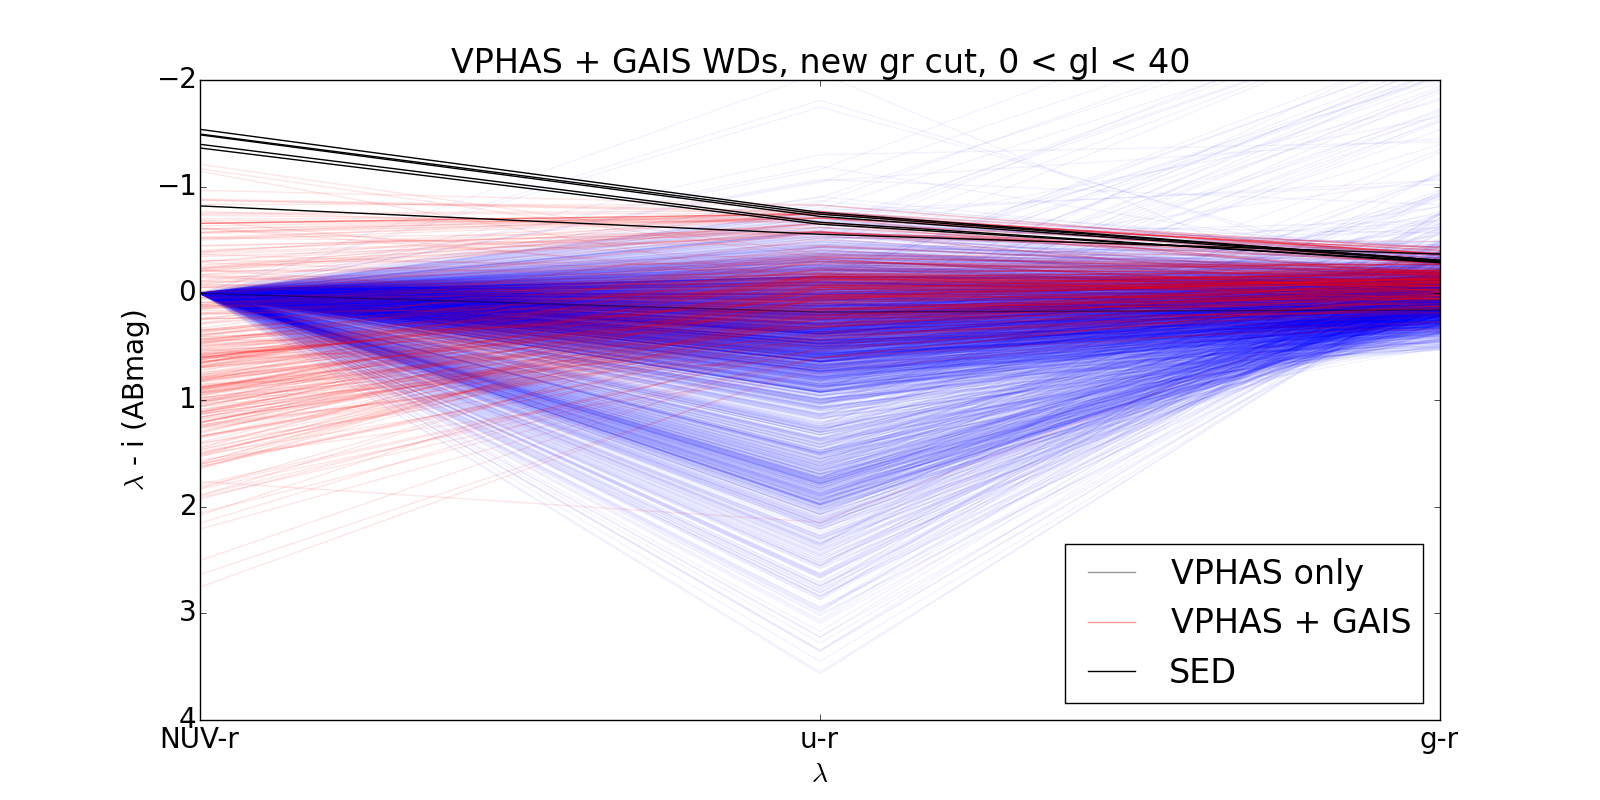 VPHAS + GAIS WDs, new gr cut, 0 < gl < 40
−2
−1
0
1
2
3
4
λ - i (ABmag)
NUV-r
u-r
g-r
λ
VPHAS only
VPHAS + GAIS
SED